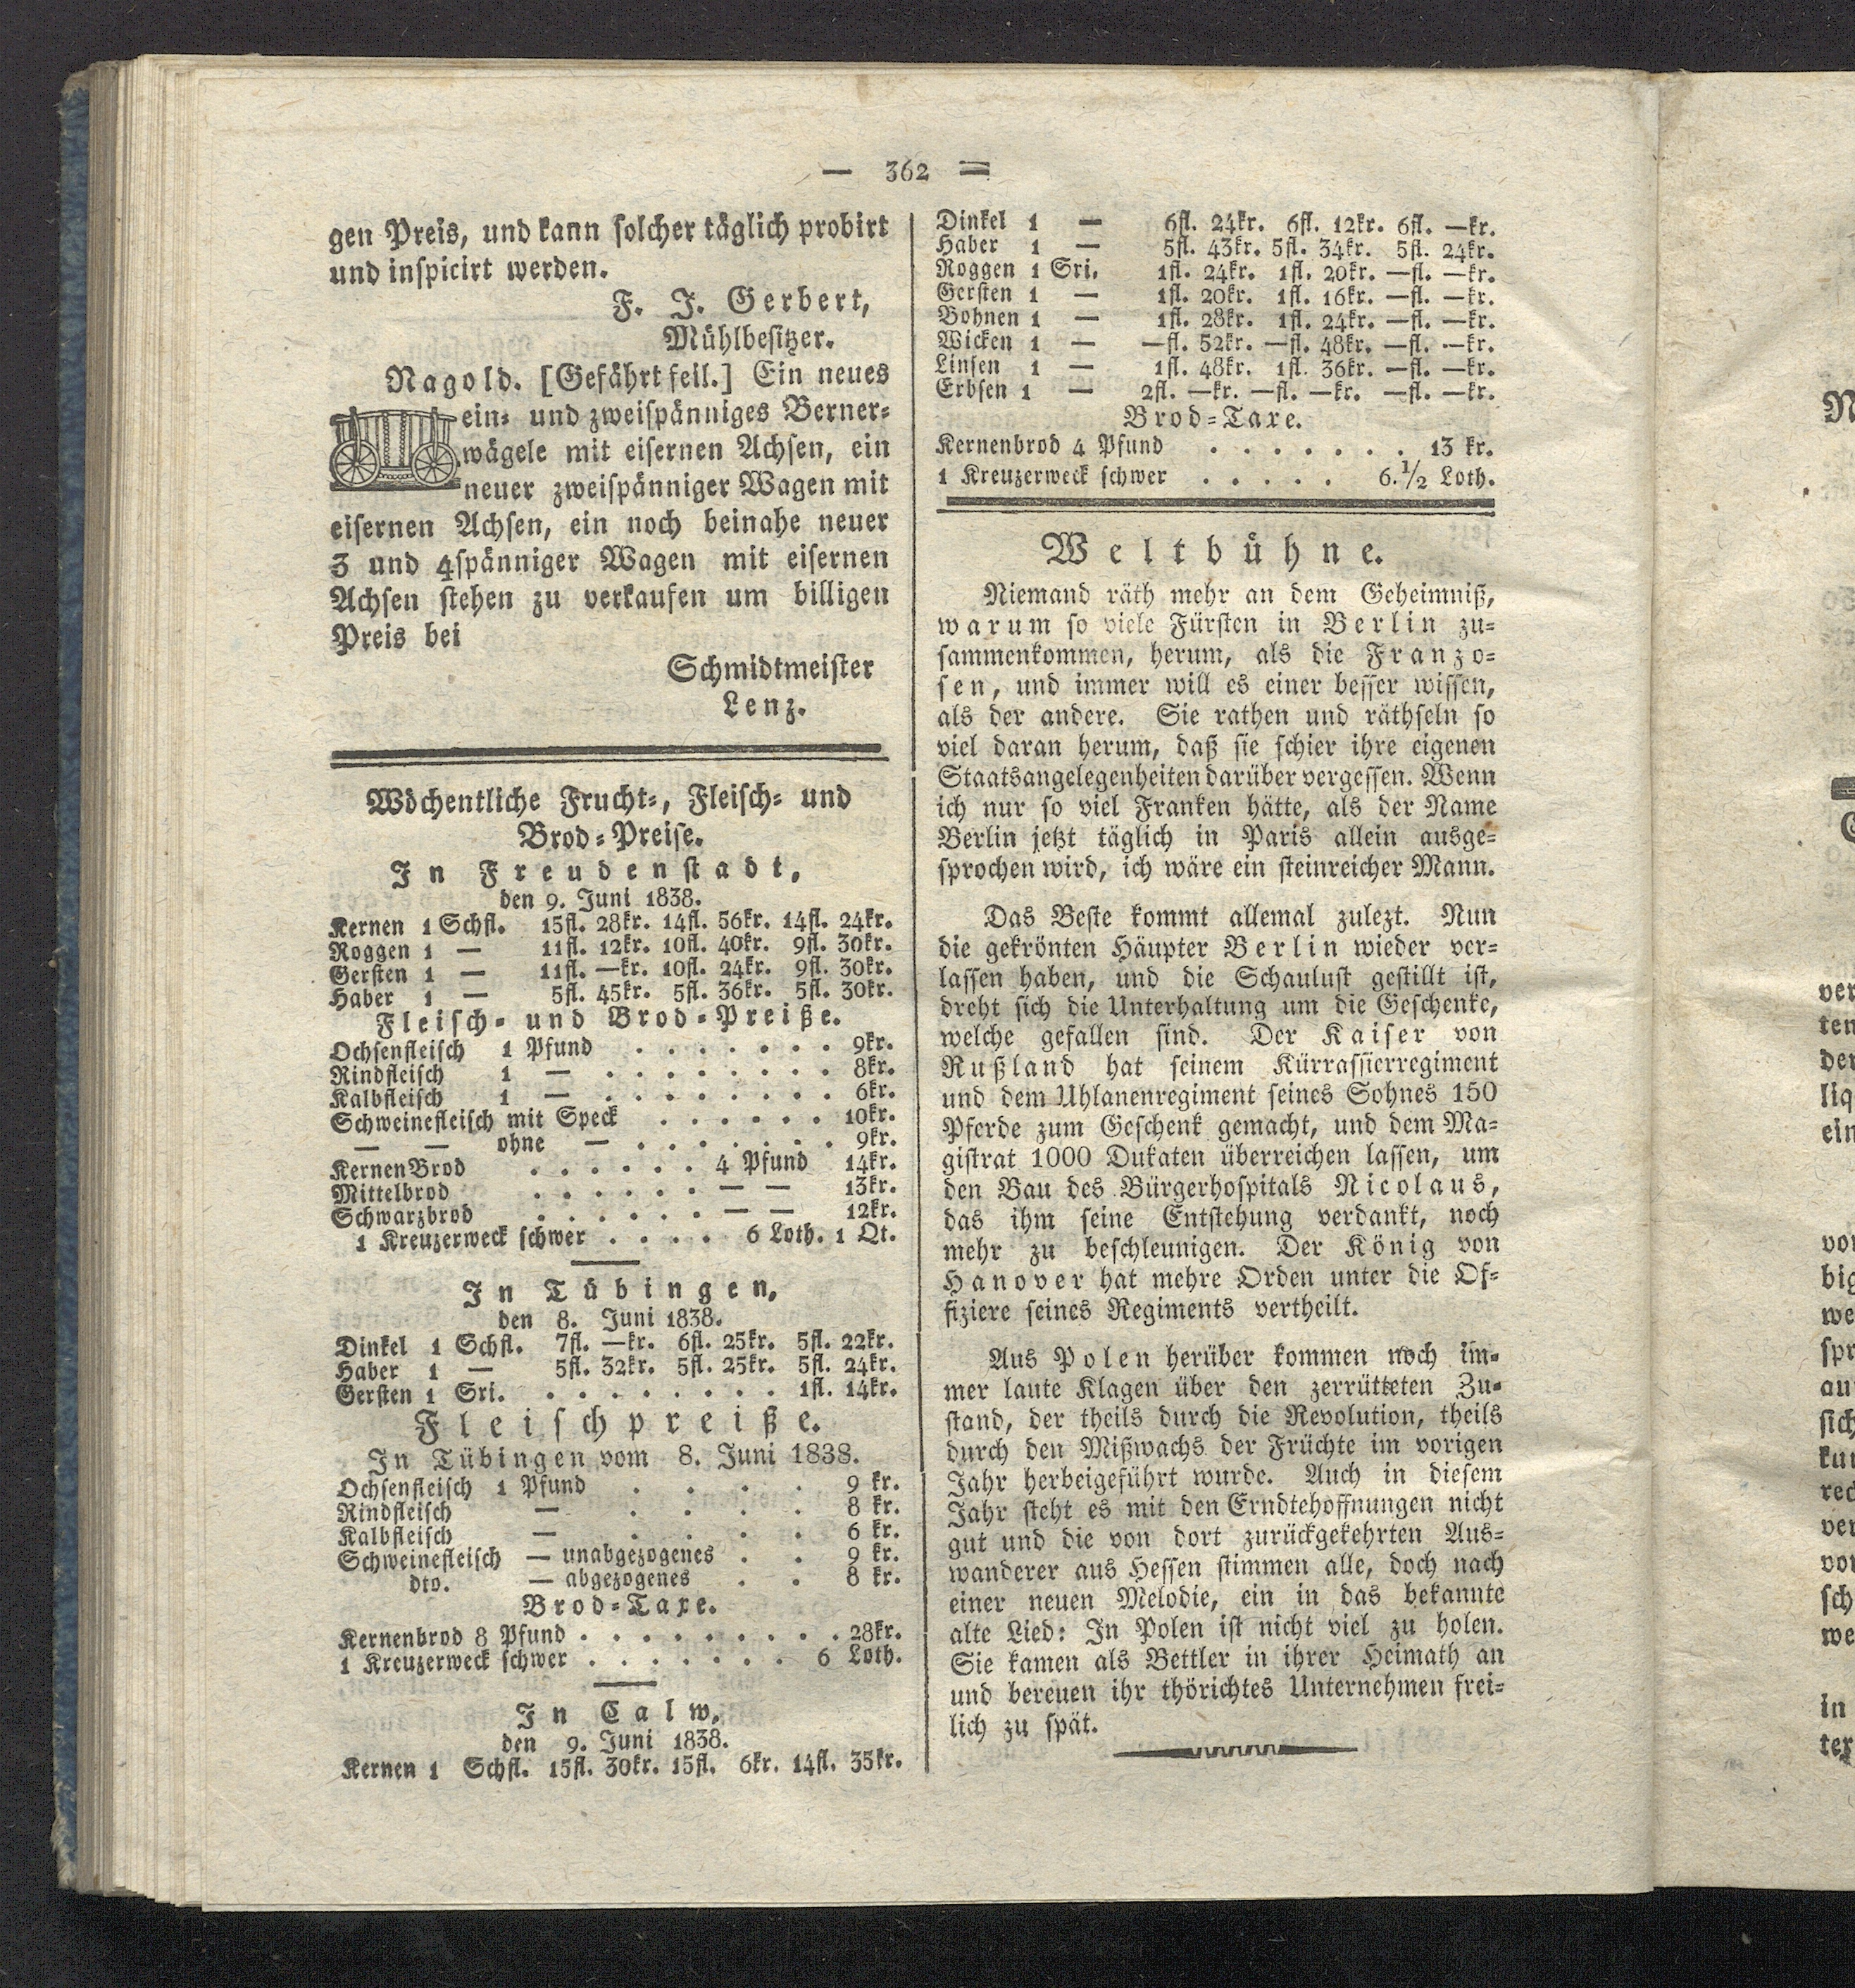 — 362 —
gen Preis, und kann solcher täglich probirt
und inspicirt werden.
F. J. Gerbert,
Mühlbesitzer.
Nagold. [Gefährt feil.] Ein neues
ein- und zweispänniges Berner-
wägele mit eisernen Achsen, ein
neuer zweispänniger Wagen mit
eisernen Achsen, ein noch beinahe neuer
3 und 4spänniger Wagen mit eisernen
Achsen stehen zu verkaufen um billigen
Preis bei
Schmidtmeister
Lenz.
Wöchentliche Frucht-, Fleisch- und
Brod-Preise.
In Freudenstadt,
den 9. Juni 1838.
Kernen 1 Schfl. 15fl. 28kr. 14fl. 56kr. 14fl. 24kr.
Roggen 1 — 11fl. 12kr. 10fl. 40kr. 9fl. 30kr.
Gersten 1 — 11fl. —kr. 10fl. 24kr. 9fl. 30kr.
Haber 1 — 5fl. 45kr. 5fl. 36kr. 5fl. 30kr.
Fleisch- und Brod-Preiße.
Ochsenfleisch 1 Pfund . . . . . . . 9kr.
Rindfleisch 1 — . . . . . . . . 8kr.
Kalbfleisch 1 — . . . . . . . . 6kr.
Schweinefleisch mit Speck . . . . . . 10kr.
— — ohne — . . . . . . . 9kr.
KernenBrod . . . . . . 4 Pfund 14kr.
Mittelbrod . . . . . . — — 13kr.
Schwarzbrod . . . . . . — — 12kr.
1 Kreuzerweck schwer . . . . 6 Loth. 1 Qt.
In Tübingen,
den 8. Juni 1838.
Dinkel 1 Schfl. 7fl. —kr. 6fl. 25kr. 5fl. 22kr.
Haber 1 — 5fl. 32kr. 5fl. 25kr. 5fl. 24kr.
Gersten 1 Sri. . . . . . . . . 1fl. 14kr.
Fleischpreiße.
In Tübingen vom 8. Juni 1838.
Ochsenfleisch 1 Pfund . . . . 9 kr.
Rindfleisch — . . . . 8 kr.
Kalbfleisch — . . . . 6 kr.
Schweinefleisch — unabgezogenes . . 9 kr.
dto. — abgezogenes . . 8 kr.
Brod-Taxe.
Kernenbrod 8 Pfund . . . . . . . . . 28kr.
1 Kreuzerweck schwer . . . . . . . 6 Loth.
In Calw,
den 9. Juni 1838.
Kernen 1 Schfl. 15fl. 30kr. 15fl. 6kr. 14fl. 35kr.
Dinkel 1 — 6fl. 24kr. 6fl. 12kr. 6fl. —kr.
Haber 1 — 5fl. 43kr. 5fl. 34kr. 5fl. 24kr.
Roggen 1 Sri. 1fl. 24kr. 1fl. 20kr. —fl. —kr.
Gersten 1 — 1fl. 20kr. 1fl. 16kr. —fl. —kr.
Bohnen 1 — 1fl. 28kr. 1fl. 24kr. —fl. —kr.
Wicken 1 — —fl. 52kr. —fl. 48kr. —fl. —kr.
Linsen 1 — 1fl. 48kr. 1fl. 36kr. —fl. —kr.
Erbsen 1 — 2fl. —kr. —fl. —kr. —fl. —kr.
Brod-Taxe.
Kernenbrod 4 Pfund . . . . . . . 13 kr.
1 Kreuzerweck schwer . . . . . 6.1/2 Loth.
Weltbühne.
Niemand räth mehr an dem Geheimniß,
warum so viele Fürsten in Berlin zu-
sammenkommen, herum, als die Franzo-
sen, und immer will es einer besser wissen,
als der andere. Sie rathen und räthseln so
viel daran herum, daß sie schier ihre eigenen
Staatsangelegenheiten darüber vergessen. Wenn
ich nur so viel Franken hätte, als der Name
Berlin jetzt täglich in Paris allein ausge-
sprochen wird, ich wäre ein steinreicher Mann.
Das Beste kommt allemal zulezt. Nun
die gekrönten Häupter Berlin wieder ver-
lassen haben, und die Schaulust gestillt ist,
dreht sich die Unterhaltung um die Geschenke,
welche gefallen sind. Der Kaiser von
Rußland hat seinem Kürrassierregiment
und dem Uhlanenregiment seines Sohnes 150
Pferde zum Geschenk gemacht, und dem Ma-
gistrat 1000 Dukaten überreichen lassen, um
den Bau des Bürgerhospitals Nicolaus,
das ihm seine Entstehung verdankt, noch
mehr zu beschleunigen. Der König von
Hanover hat mehre Orden unter die Of-
fiziere seines Regiments vertheilt.
Aus Polen herüber kommen noch im-
mer laute Klagen über den zerrütteten Zu-
stand, der theils durch die Revolution, theils
durch den Mißwachs der Früchte im vorigen
Jahr herbeigeführt wurde. Auch in diesem
Jahr steht es mit den Erndtehoffnungen nicht
gut und die von dort zurückgekehrten Aus-
wanderer aus Hessen stimmen alle, doch nach
einer neuen Melodie, ein in das bekannte
alte Lied: In Polen ist nicht viel zu holen.
Sie kamen als Bettler in ihrer Heimath an
und bereuen ihr thörichtes Unternehmen frei-
lich zu spät.